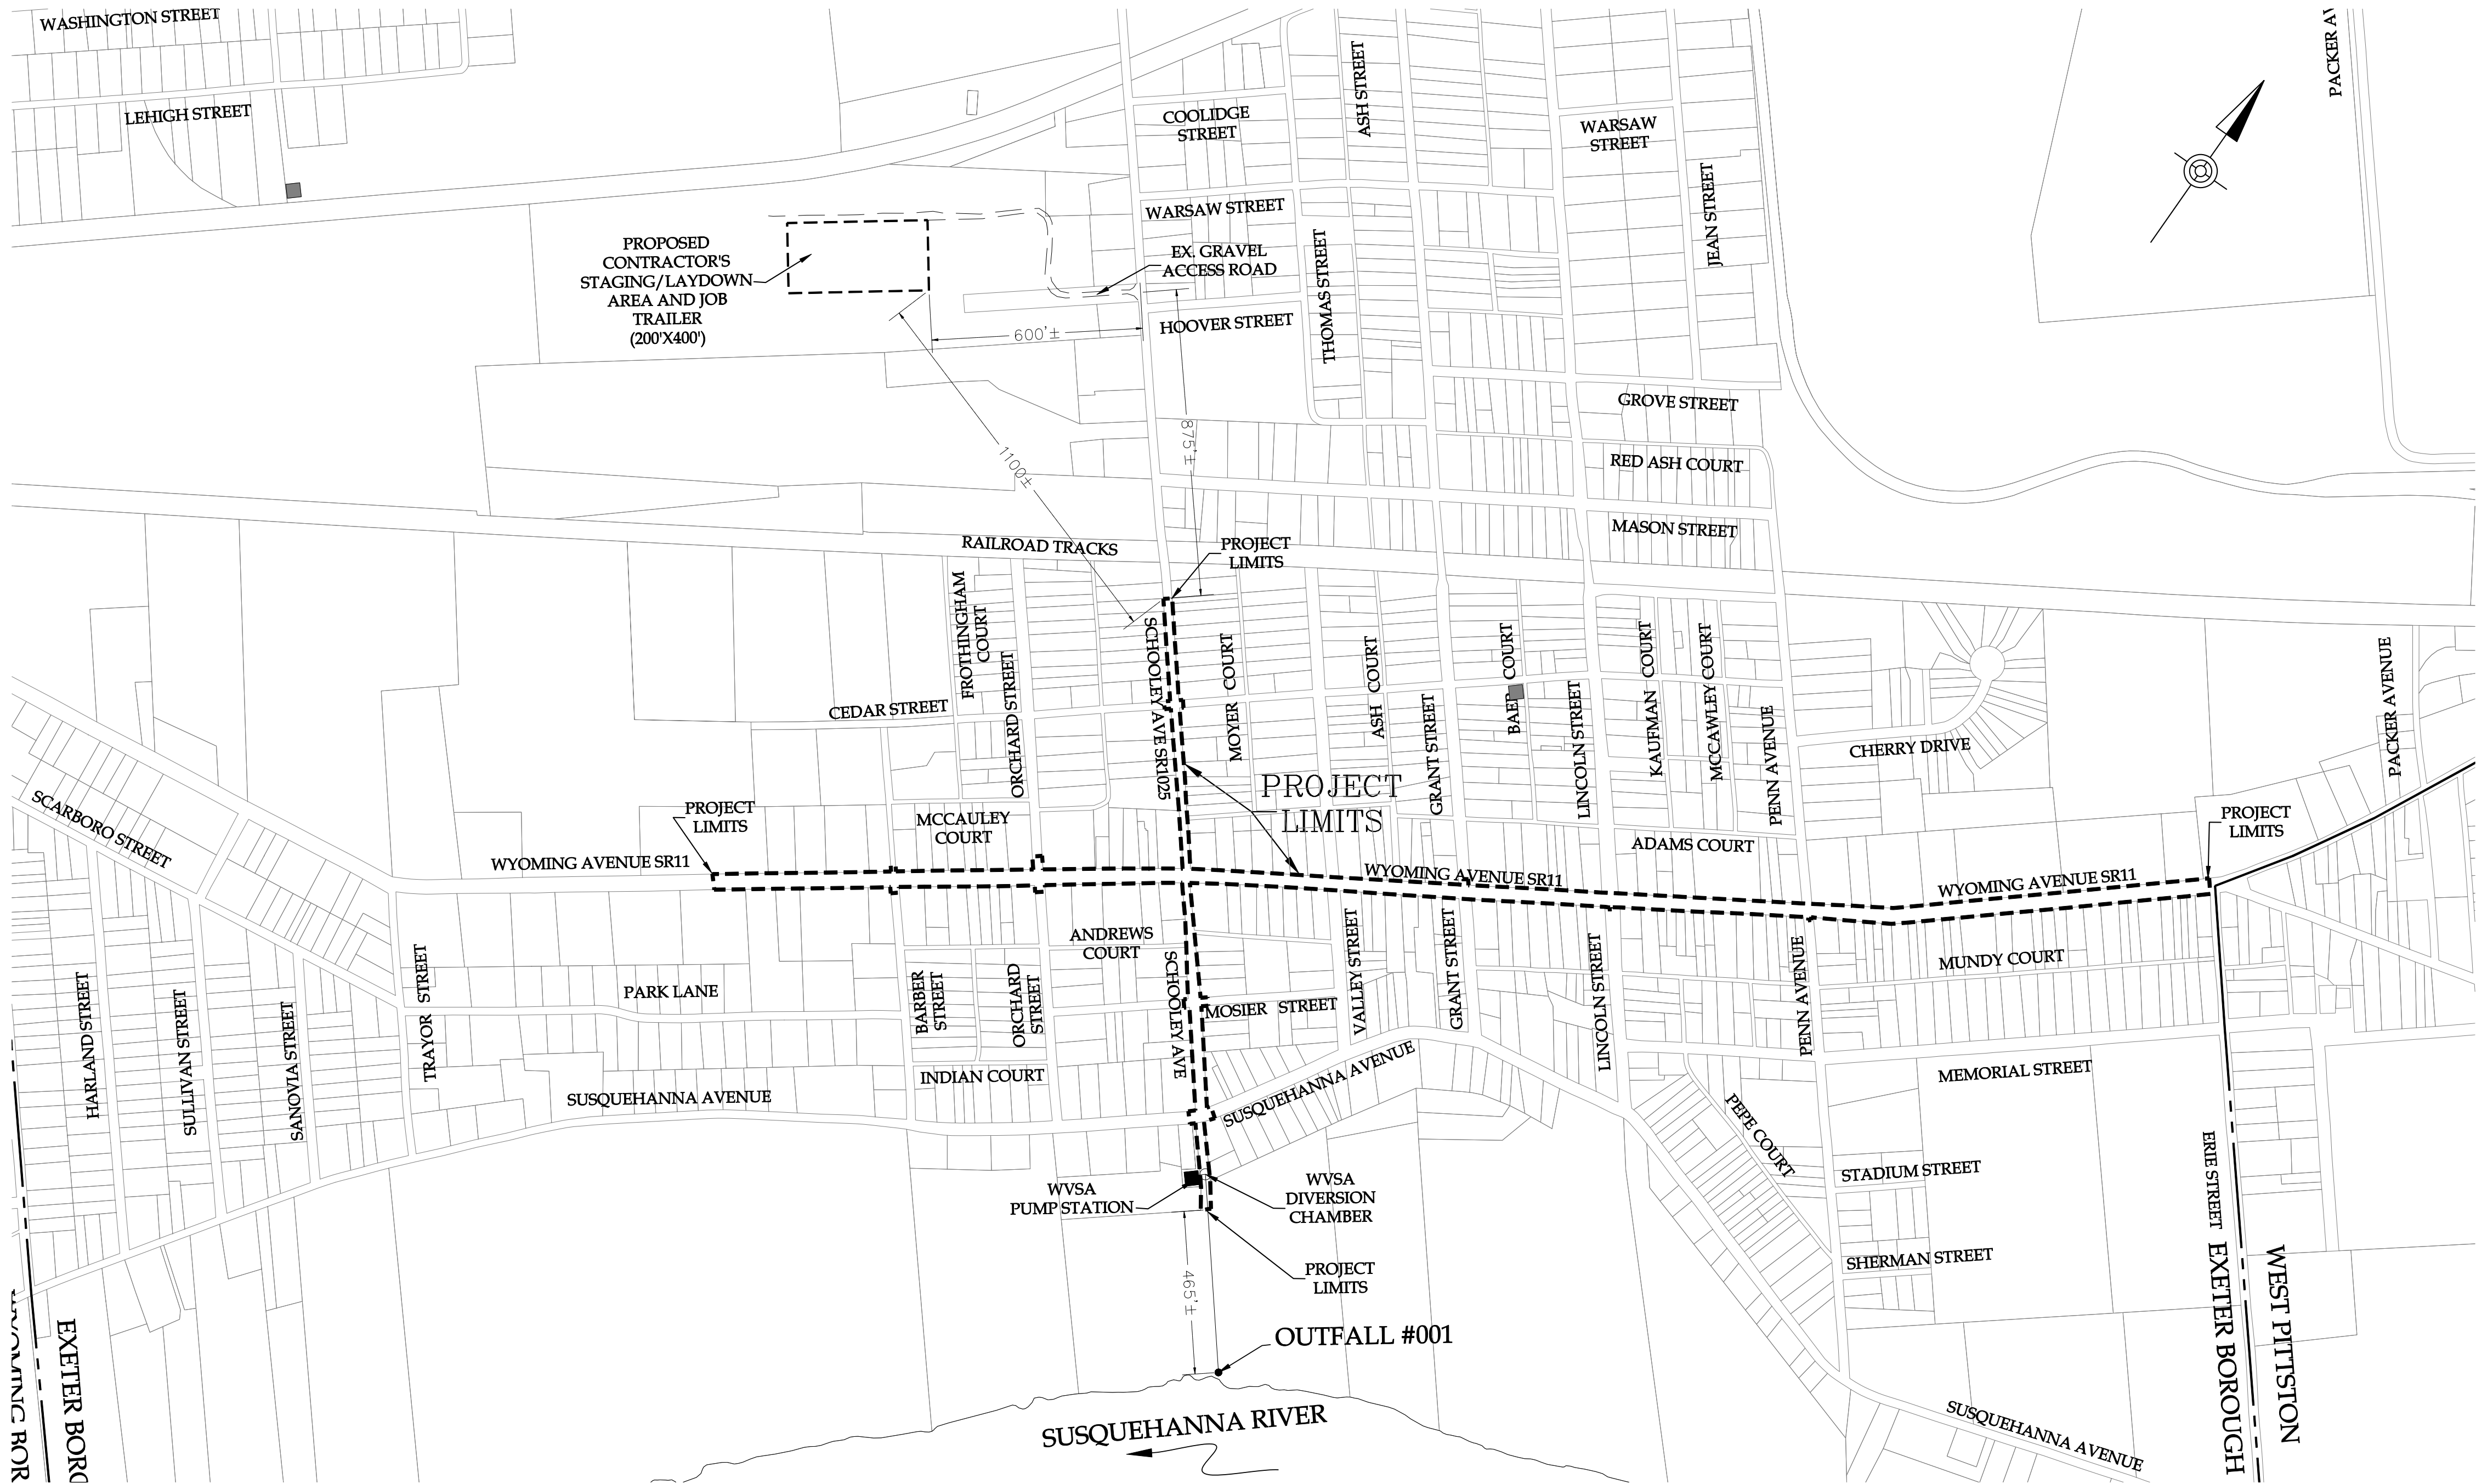 WASHINGTON STREET
LEHIGH STREET
COOLIDGE
STREET
ASH STREET
WARSAW
STREET
PACKER AV
JEAN STREET
WARSAW STREET
PROPOSED
CONTRACTOR'S
STAGING/LAYDOWN
AREA AND JOB
TRAILER
(200'X400')
EX. GRAVEL
ACCESS ROAD
THOMAS STREET
HOOVER STREET
600'±
1100±
875'±
GROVE STREET
RED ASH COURT
MASON STREET
RAILROAD TRACKS
PROJECT
LIMITS
FROTHINGHAM
COURT
ORCHARD STREET
SCHOOLEY AVE SR1025
MOYER COURT
ASH COURT
GRANT STREET
BAER COURT
LINCOLN STREET
KAUFMAN COURT
MCCAWLEY COURT
PENN AVENUE
CEDAR STREET
CHERRY DRIVE
PACKER AVENUE
PROJECT
LIMITS
SCARBORO STREET
PROJECT
LIMITS
MCCAULEY
COURT
PROJECT
LIMITS
ADAMS COURT
WYOMING AVENUE SR11
WYOMING AVENUE SR11
WYOMING AVENUE SR11
HARLAND STREET
SULLIVAN STREET
SANOVIA STREET
TRAYOR STREET
PARK LANE
BARBER
STREET
ORCHARD
STREET
ANDREWS
COURT
SCHOOLEY AVE
MOSIER STREET
VALLEY STREET
GRANT STREET
LINCOLN STREET
PENN AVENUE
MUNDY COURT
INDIAN COURT
SUSQUEHANNA AVENUE
SUSQUEHANNA AVENUE
MEMORIAL STREET
PEPE COURT
STADIUM STREET
SHERMAN STREET
ERIE STREET
WVSA
PUMP STATION
WVSA
DIVERSION
CHAMBER
PROJECT
LIMITS
465'±
OUTFALL #001
SUSQUEHANNA RIVER
SUSQUEHANNA AVENUE
EXETER BORO
EXETER BOROUGH
WEST PITTSTON